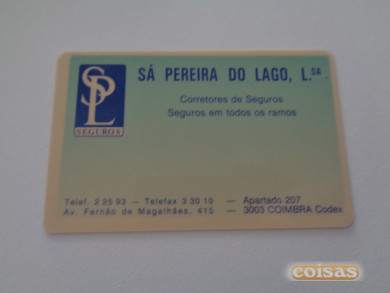 SPL
SEGUROS
SÁ PEREIRA DO LAGO, L.DA
Corretores de Seguros
Seguros em todos os ramos
Telef. 2 25 93 — Telefax 3 30 10 — Apartado 207
Av. Fernão de Magalhães, 415 — 3003 COIMBRA Codex
coisas